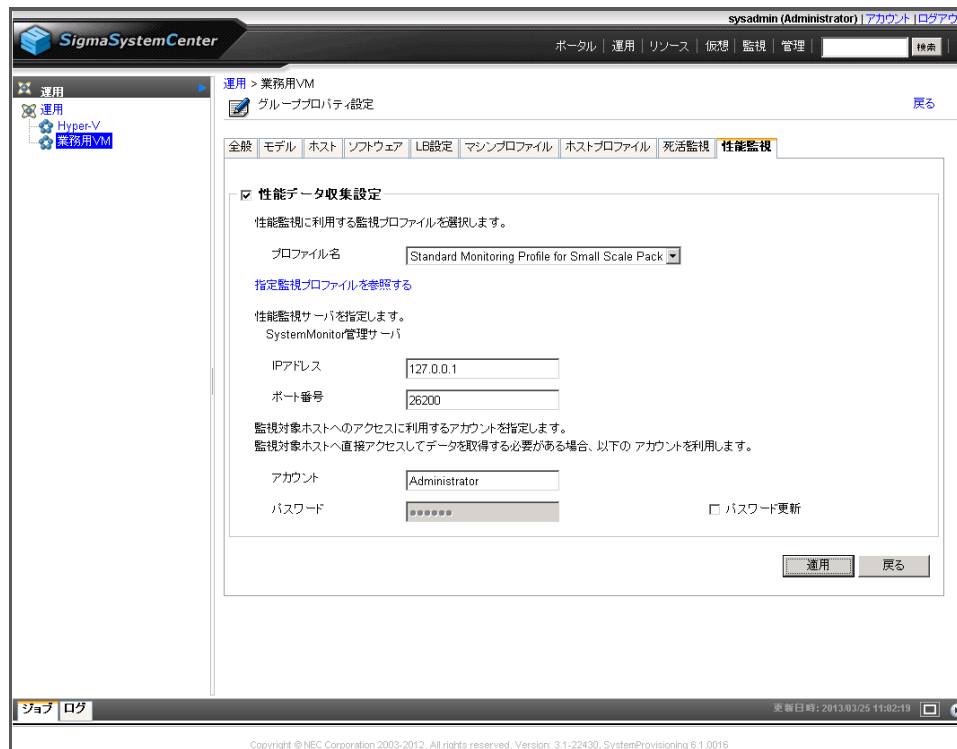 sysadmin (Administrator) | アカウント | ログアウ
SigmaSystemCenter
ポータル | 運用 | リソース | 仮想 | 監視 | 管理 | 検索
運用
運用
Hyper-V
業務用VM
運用 > 業務用VM
グループプロパティ設定
戻る
全般 モデル ホスト ソフトウェア LB設定 マシンプロファイル ホストプロファイル 死活監視 性能監視
性能データ収集設定
性能監視に利用する監視プロファイルを選択します。
プロファイル名 Standard Monitoring Profile for Small Scale Pack
指定監視プロファイルを参照する
性能監視サーバを指定します。
SystemMonitor管理サーバ
IPアドレス 127.0.0.1
ポート番号 26200
監視対象ホストへのアクセスに利用するアカウントを指定します。
監視対象ホストへ直接アクセスしてデータを取得する必要がある場合、以下の アカウントを利用します。
アカウント Administrator
パスワード ●●●●●● パスワード更新
適用 戻る
ジョブ ログ
更新日時: 2013/03/25 11:02:19
Copyright © NEC Corporation 2003-2012. All rights reserved. Version: 3.1-22430, SystemProvisioning 6.1.0016